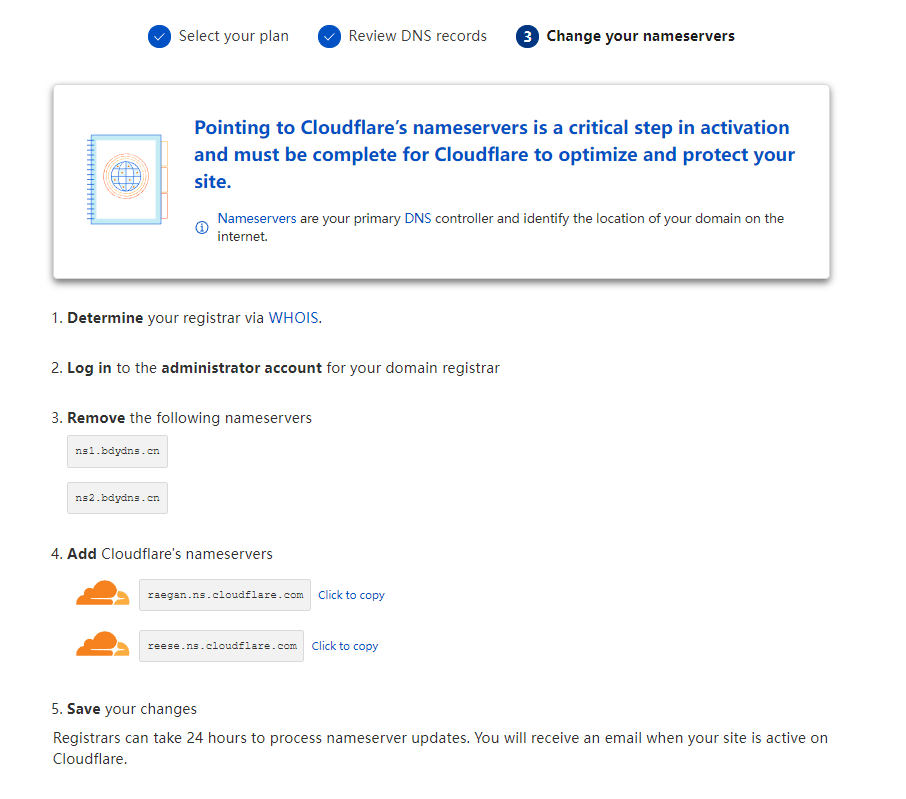 Select your plan
Review DNS records
3 Change your nameservers
Pointing to Cloudflare’s nameservers is a critical step in activation
and must be complete for Cloudflare to optimize and protect your
site.
Nameservers are your primary DNS controller and identify the location of your domain on the
internet.
1. Determine your registrar via WHOIS.
2. Log in to the administrator account for your domain registrar
3. Remove the following nameservers
ns1.bdydns.cn
ns2.bdydns.cn
4. Add Cloudflare's nameservers
raegan.ns.cloudflare.com Click to copy
reese.ns.cloudflare.com Click to copy
5. Save your changes
Registrars can take 24 hours to process nameserver updates. You will receive an email when your site is active on
Cloudflare.